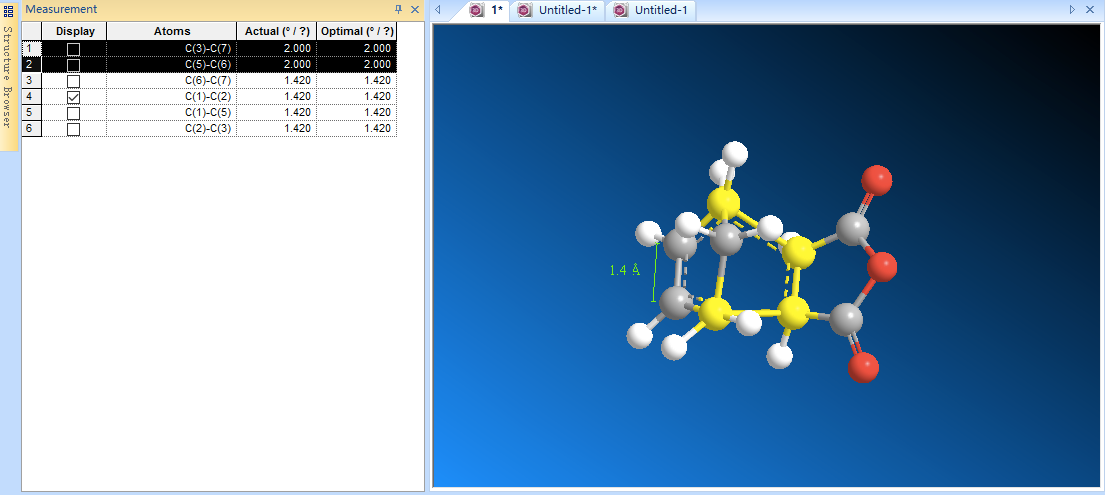 Measurement
1*
Untitled-1*
Untitled-1
Structure Browser
Display Atoms Actual (° / ?) Optimal (° / ?)
1 C(3)-C(7) 2.000 2.000
2 C(5)-C(6) 2.000 2.000
3 C(6)-C(7) 1.420 1.420
4 C(1)-C(2) 1.420 1.420
5 C(1)-C(5) 1.420 1.420
6 C(2)-C(3) 1.420 1.420
1.4 Å